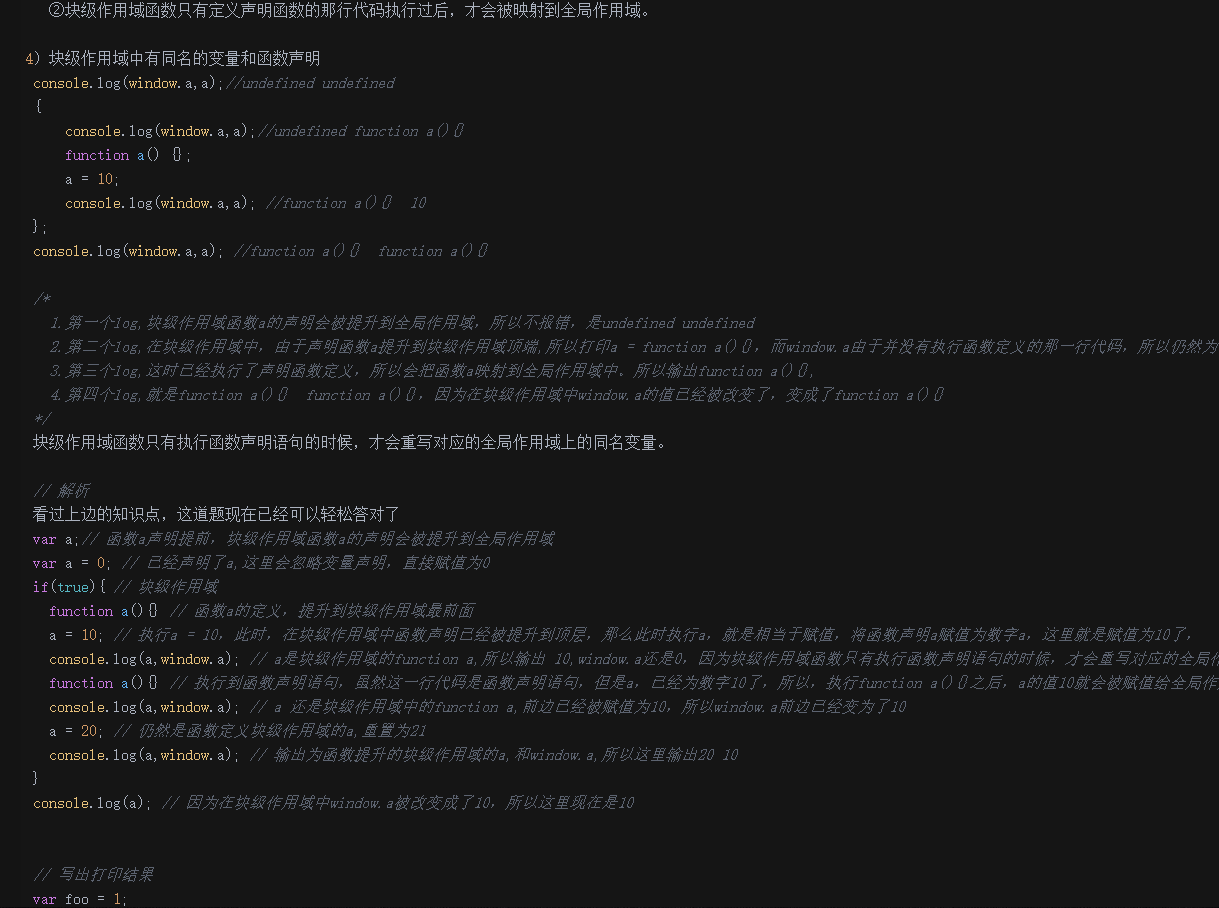 ②块级作用域函数只有定义声明函数的那行代码执行过后，才会被映射到全局作用域。
4）块级作用域中有同名的变量和函数声明
console.log(window.a,a);//undefined undefined
{
console.log(window.a,a);//undefined function a(){}
function a() {};
a = 10;
console.log(window.a,a); //function a(){}  10
};
console.log(window.a,a); //function a(){}  function a(){}
/*
1.第一个log,块级作用域函数a的声明会被提升到全局作用域，所以不报错，是undefined undefined
2.第二个log,在块级作用域中，由于声明函数a提升到块级作用域顶端,所以打印a = function a(){}，而window.a由于并没有执行函数定义的那一行代码，所以仍然为
3.第三个log,这时已经执行了声明函数定义，所以会把函数a映射到全局作用域中。所以输出function a(){},
4.第四个log,就是function a(){}  function a(){}，因为在块级作用域中window.a的值已经被改变了，变成了function a(){}
*/
块级作用域函数只有执行函数声明语句的时候，才会重写对应的全局作用域上的同名变量。
// 解析
看过上边的知识点，这道题现在已经可以轻松答对了
var a;// 函数a声明提前，块级作用域函数a的声明会被提升到全局作用域
var a = 0; // 已经声明了a,这里会忽略变量声明，直接赋值为0
if(true){ // 块级作用域
function a(){} // 函数a的定义，提升到块级作用域最前面
a = 10; // 执行a = 10，此时，在块级作用域中函数声明已经被提升到顶层，那么此时执行a，就是相当于赋值，将函数声明a赋值为数字a，这里就是赋值为10了，
console.log(a,window.a); // a是块级作用域的function a,所以输出 10,window.a还是0，因为块级作用域函数只有执行函数声明语句的时候，才会重写对应的全局作
function a(){} // 执行到函数声明语句，虽然这一行代码是函数声明语句，但是a，已经为数字10了，所以，执行function a(){}之后，a的值10就会被赋值给全局作
console.log(a,window.a); // a 还是块级作用域中的function a,前边已经被赋值为10，所以window.a前边已经变为了10
a = 20; // 仍然是函数定义块级作用域的a,重置为21
console.log(a,window.a); // 输出为函数提升的块级作用域的a,和window.a,所以这里输出20 10
}
console.log(a); // 因为在块级作用域中window.a被改变成了10，所以这里现在是10
// 写出打印结果
var foo = 1;